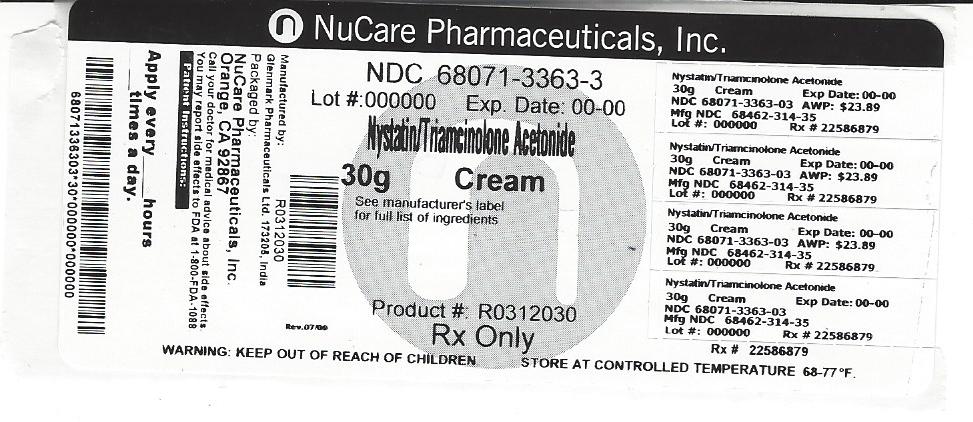 n NuCare Pharmaceuticals, Inc.
NDC 68071-3363-3
Lot #:000000 Exp. Date: 00-00
Nystatin/Triamcinolone Acetonide
30g Cream
See manufacturer's label
for full list of ingredients
Product #: R0312030
Rx Only
WARNING: KEEP OUT OF REACH OF CHILDREN STORE AT CONTROLLED TEMPERATURE 68-77°F.
Rev.07/09
R0312030
Manufactured by:
Glenmark Pharmaceuticals Ltd. 173205, India
Packaged by:
NuCare Pharmaceuticals, Inc.
Orange, CA 92867
Call your doctor for medical advice about side effects
You may report side effects to FDA at 1-800-FDA-1088
Patient Instructions:
Apply every____hours
____times a day.
68071336303*30*000000*000000
Nystatin/Triamcinolone Acetonide
30g Cream Exp Date: 00-00
NDC 68071-3363-03 AWP: $23.89
Mfg NDC 68462-314-35
Lot #: 000000 Rx # 22586879
Nystatin/Triamcinolone Acetonide
30g Cream Exp Date: 00-00
NDC 68071-3363-03 AWP: $23.89
Mfg NDC 68462-314-35
Lot #: 000000 Rx # 22586879
Nystatin/Triamcinolone Acetonide
30g Cream Exp Date: 00-00
NDC 68071-3363-03 AWP: $23.89
Mfg NDC 68462-314-35
Lot #: 000000 Rx # 22586879
Nystatin/Triamcinolone Acetonide
30g Cream Exp Date: 00-00
NDC 68071-3363-03
Mfg NDC 68462-314-35
Lot #: 000000 Rx # 22586879
Rx # 22586879